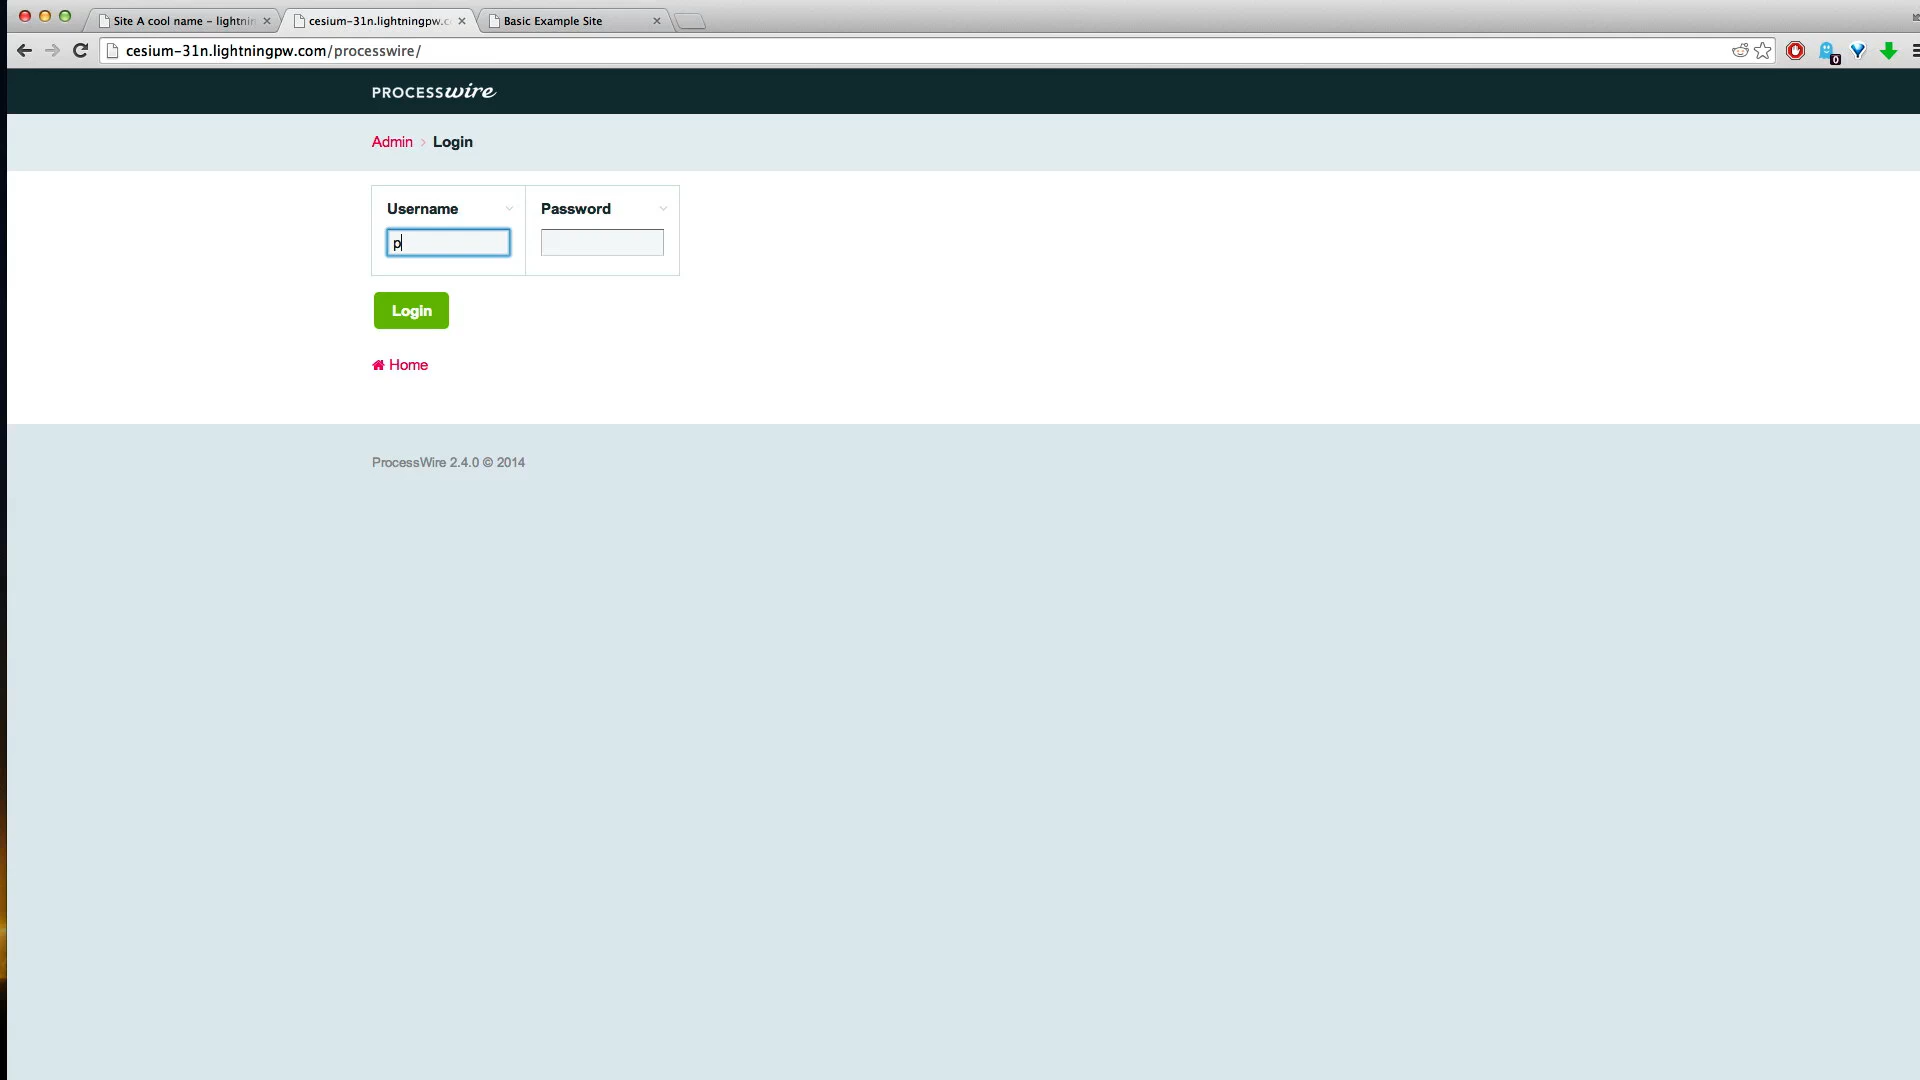 Site A cool name – lightnin
cesium-31n.lightningpw.c
Basic Example Site
cesium-31n.lightningpw.com/processwire/
0
PROCESSwire
Admin > Login
Username
Password
p
Login
Home
ProcessWire 2.4.0 © 2014